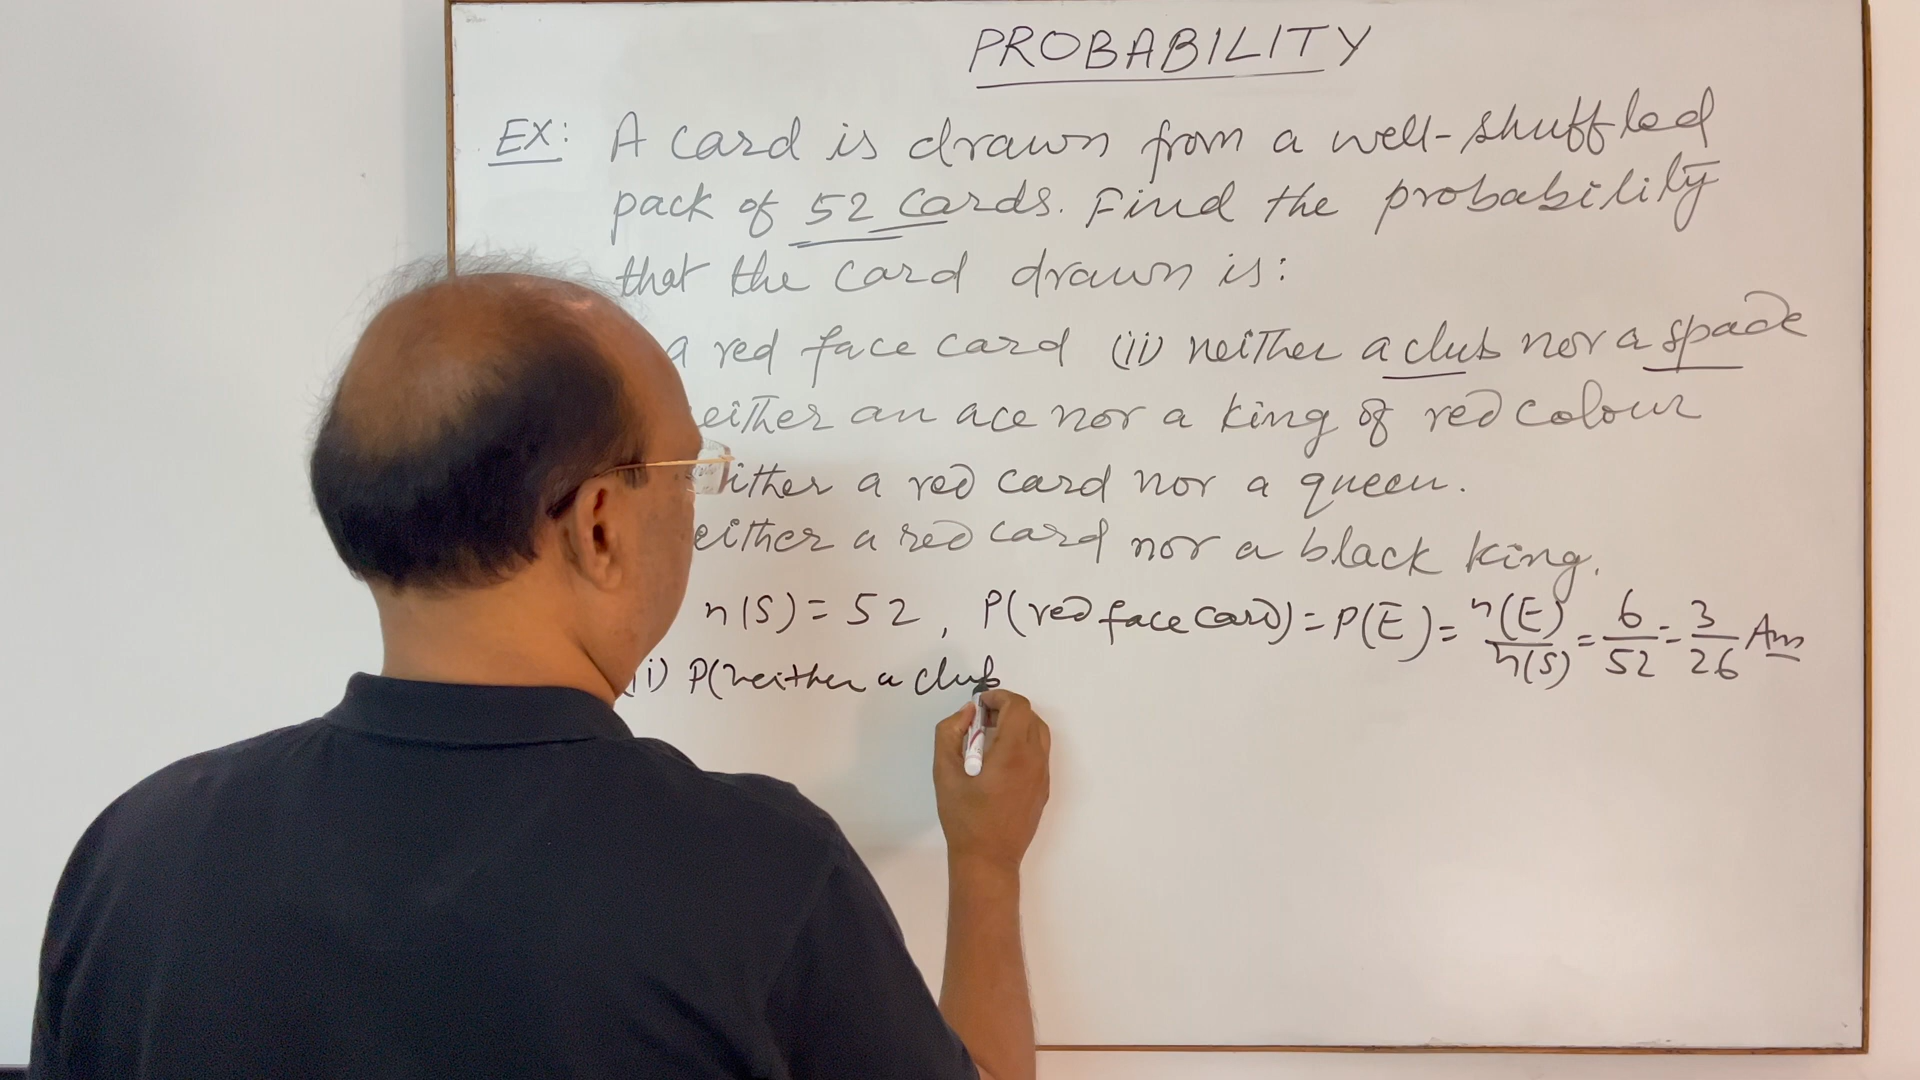 PROBABILITY
EX: A card is drawn from a well-shuffled
pack of 52 cards. Find the probability
that the card drawn is:
a red face card (ii) neither a club nor a spade
either an ace nor a king of red colour
ither a red card nor a queen.
either a red card nor a black king.
n(S) = 52, P(red face card) = P(E) = n(E)/n(S) = 6/52 = 3/26 Ans
(i) P(neither a club